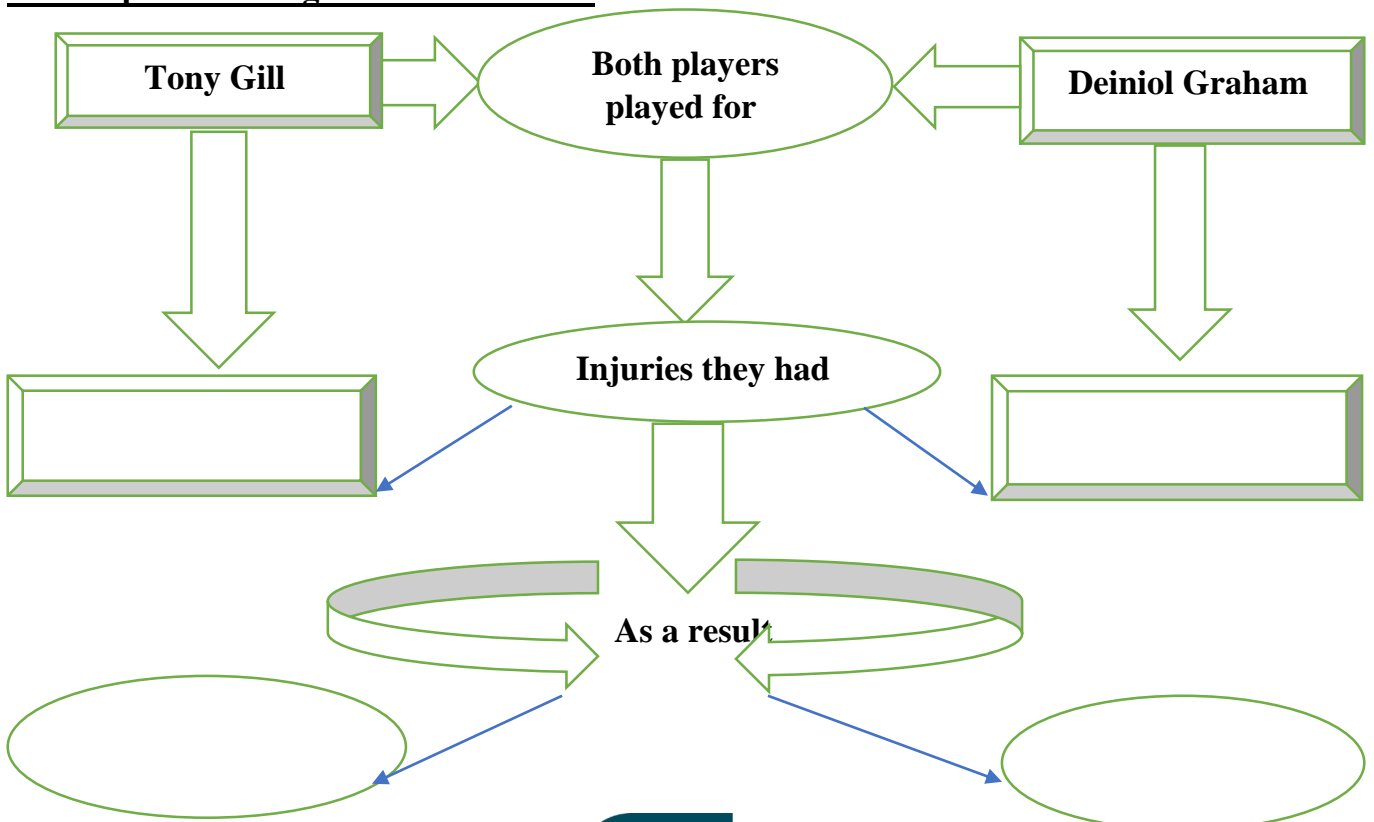 Tony Gill
Both players
played for
Deiniol Graham
Injuries they had
As a result